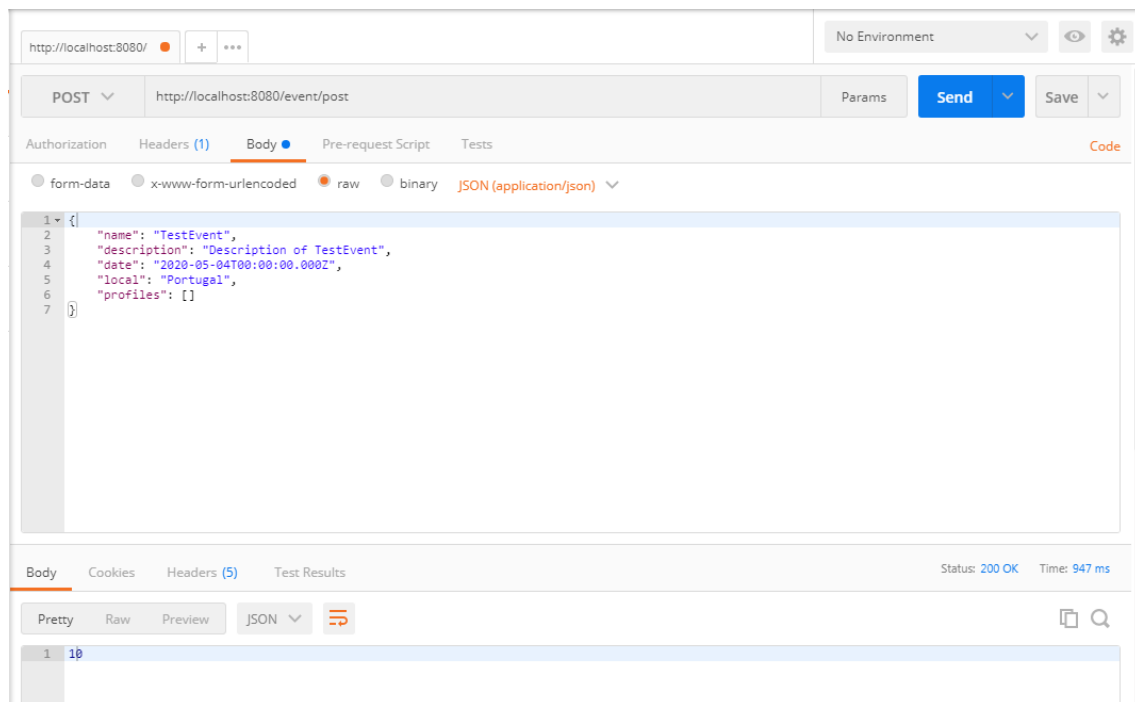 http://localhost:8080/ + ••• No Environment
POST http://localhost:8080/event/post Params Send Save
Authorization Headers (1) Body Pre-request Script Tests Code
form-data x-www-form-urlencoded raw binary JSON (application/json)
1 {
2 "name": "TestEvent",
3 "description": "Description of TestEvent",
4 "date": "2020-05-04T00:00:00.000Z",
5 "local": "Portugal",
6 "profiles": []
7 }
Body Cookies Headers (5) Test Results Status: 200 OK Time: 947 ms
Pretty Raw Preview JSON
1 10